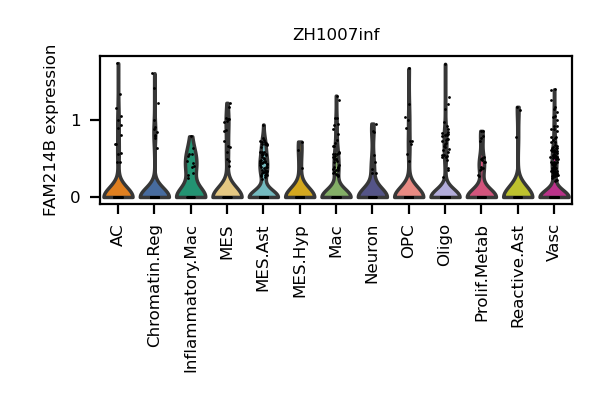 ZH1007inf
FAM214B expression
1
0
AC
Chromatin.Reg
Inflammatory.Mac
MES
MES.Ast
MES.Hyp
Mac
Neuron
OPC
Oligo
Prolif.Metab
Reactive.Ast
Vasc